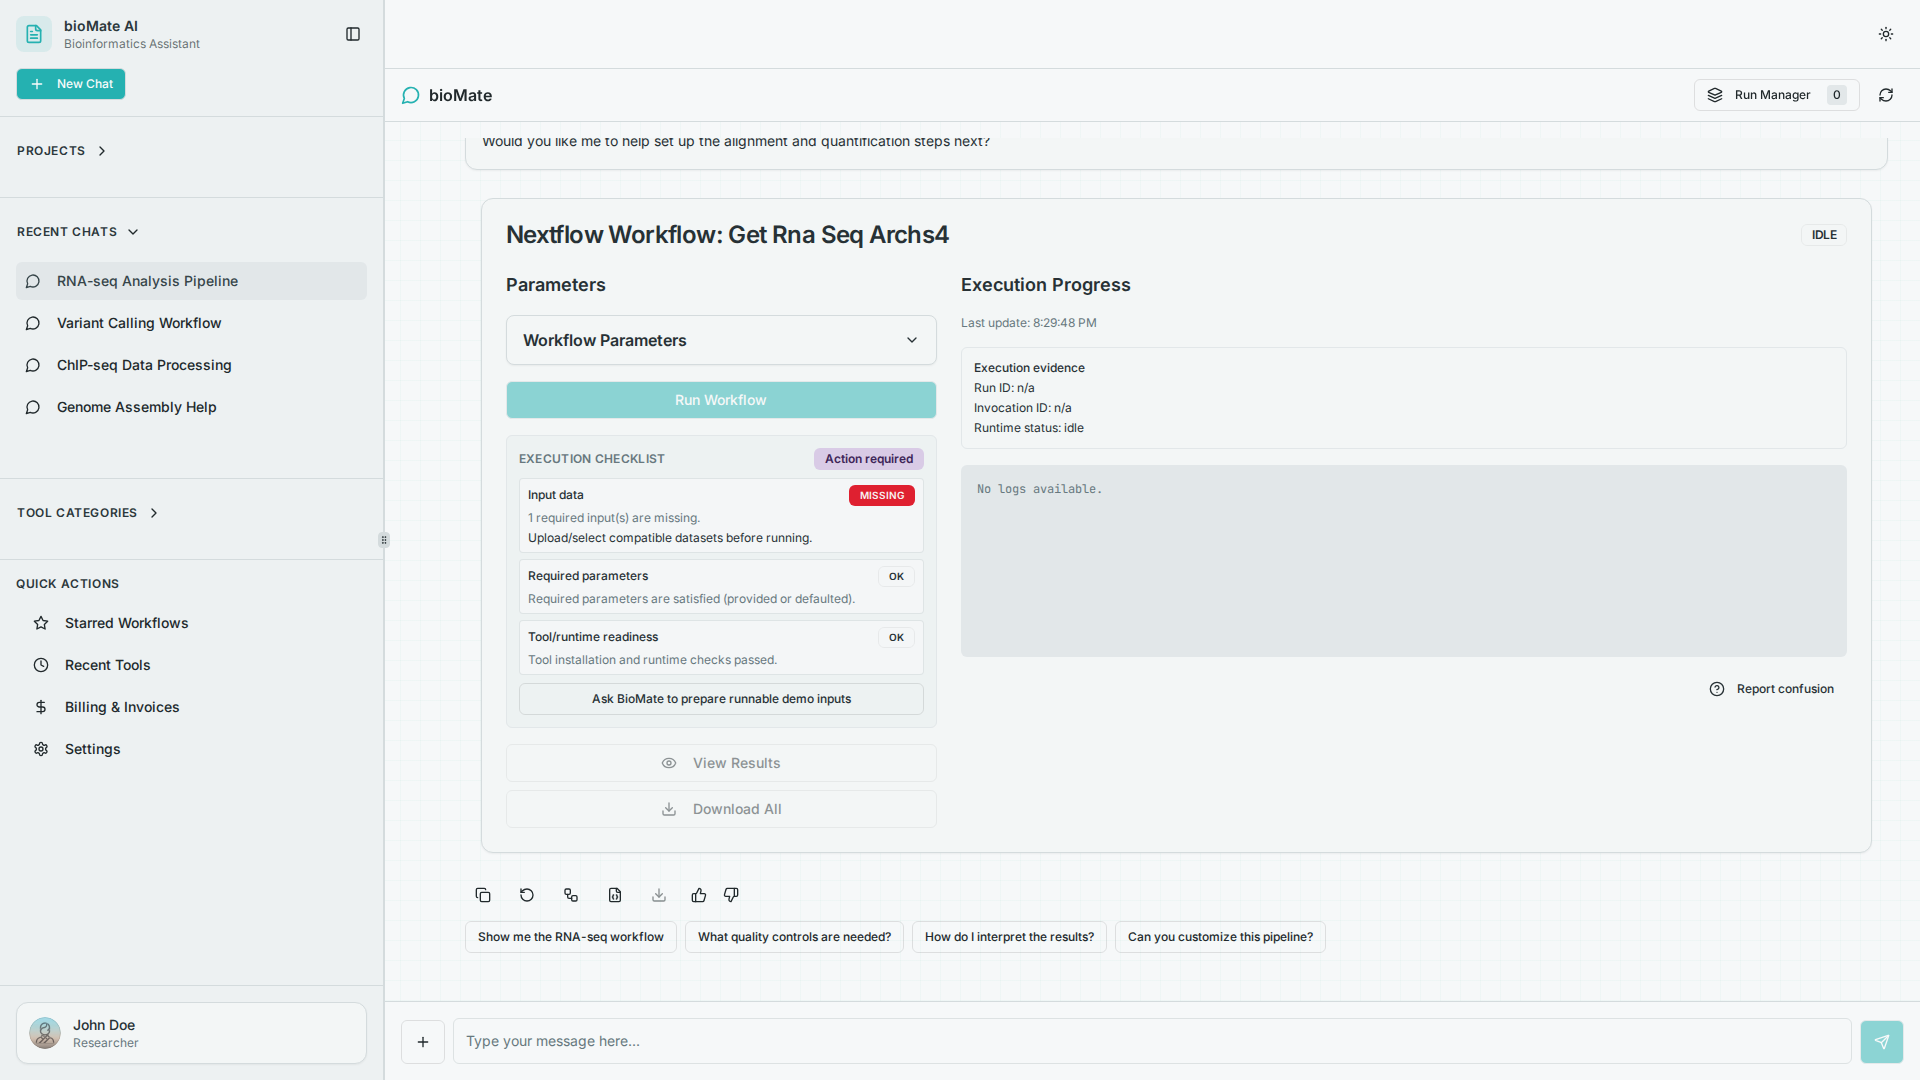 bioMate AI
Bioinformatics Assistant
New Chat
PROJECTS
RECENT CHATS
RNA-seq Analysis Pipeline
Variant Calling Workflow
ChIP-seq Data Processing
Genome Assembly Help
TOOL CATEGORIES
QUICK ACTIONS
Starred Workflows
Recent Tools
Billing & Invoices
Settings
John Doe
Researcher
bioMate
Run Manager 0
Would you like me to help set up the alignment and quantification steps next?
Nextflow Workflow: Get Rna Seq Archs4
IDLE
Parameters
Workflow Parameters
Run Workflow
EXECUTION CHECKLIST
Action required
Input data
MISSING
1 required input(s) are missing.
Upload/select compatible datasets before running.
Required parameters
OK
Required parameters are satisfied (provided or defaulted).
Tool/runtime readiness
OK
Tool installation and runtime checks passed.
Ask BioMate to prepare runnable demo inputs
View Results
Download All
Execution Progress
Last update: 8:29:48 PM
Execution evidence
Run ID: n/a
Invocation ID: n/a
Runtime status: idle
No logs available.
Report confusion
Show me the RNA-seq workflow
What quality controls are needed?
How do I interpret the results?
Can you customize this pipeline?
Type your message here...